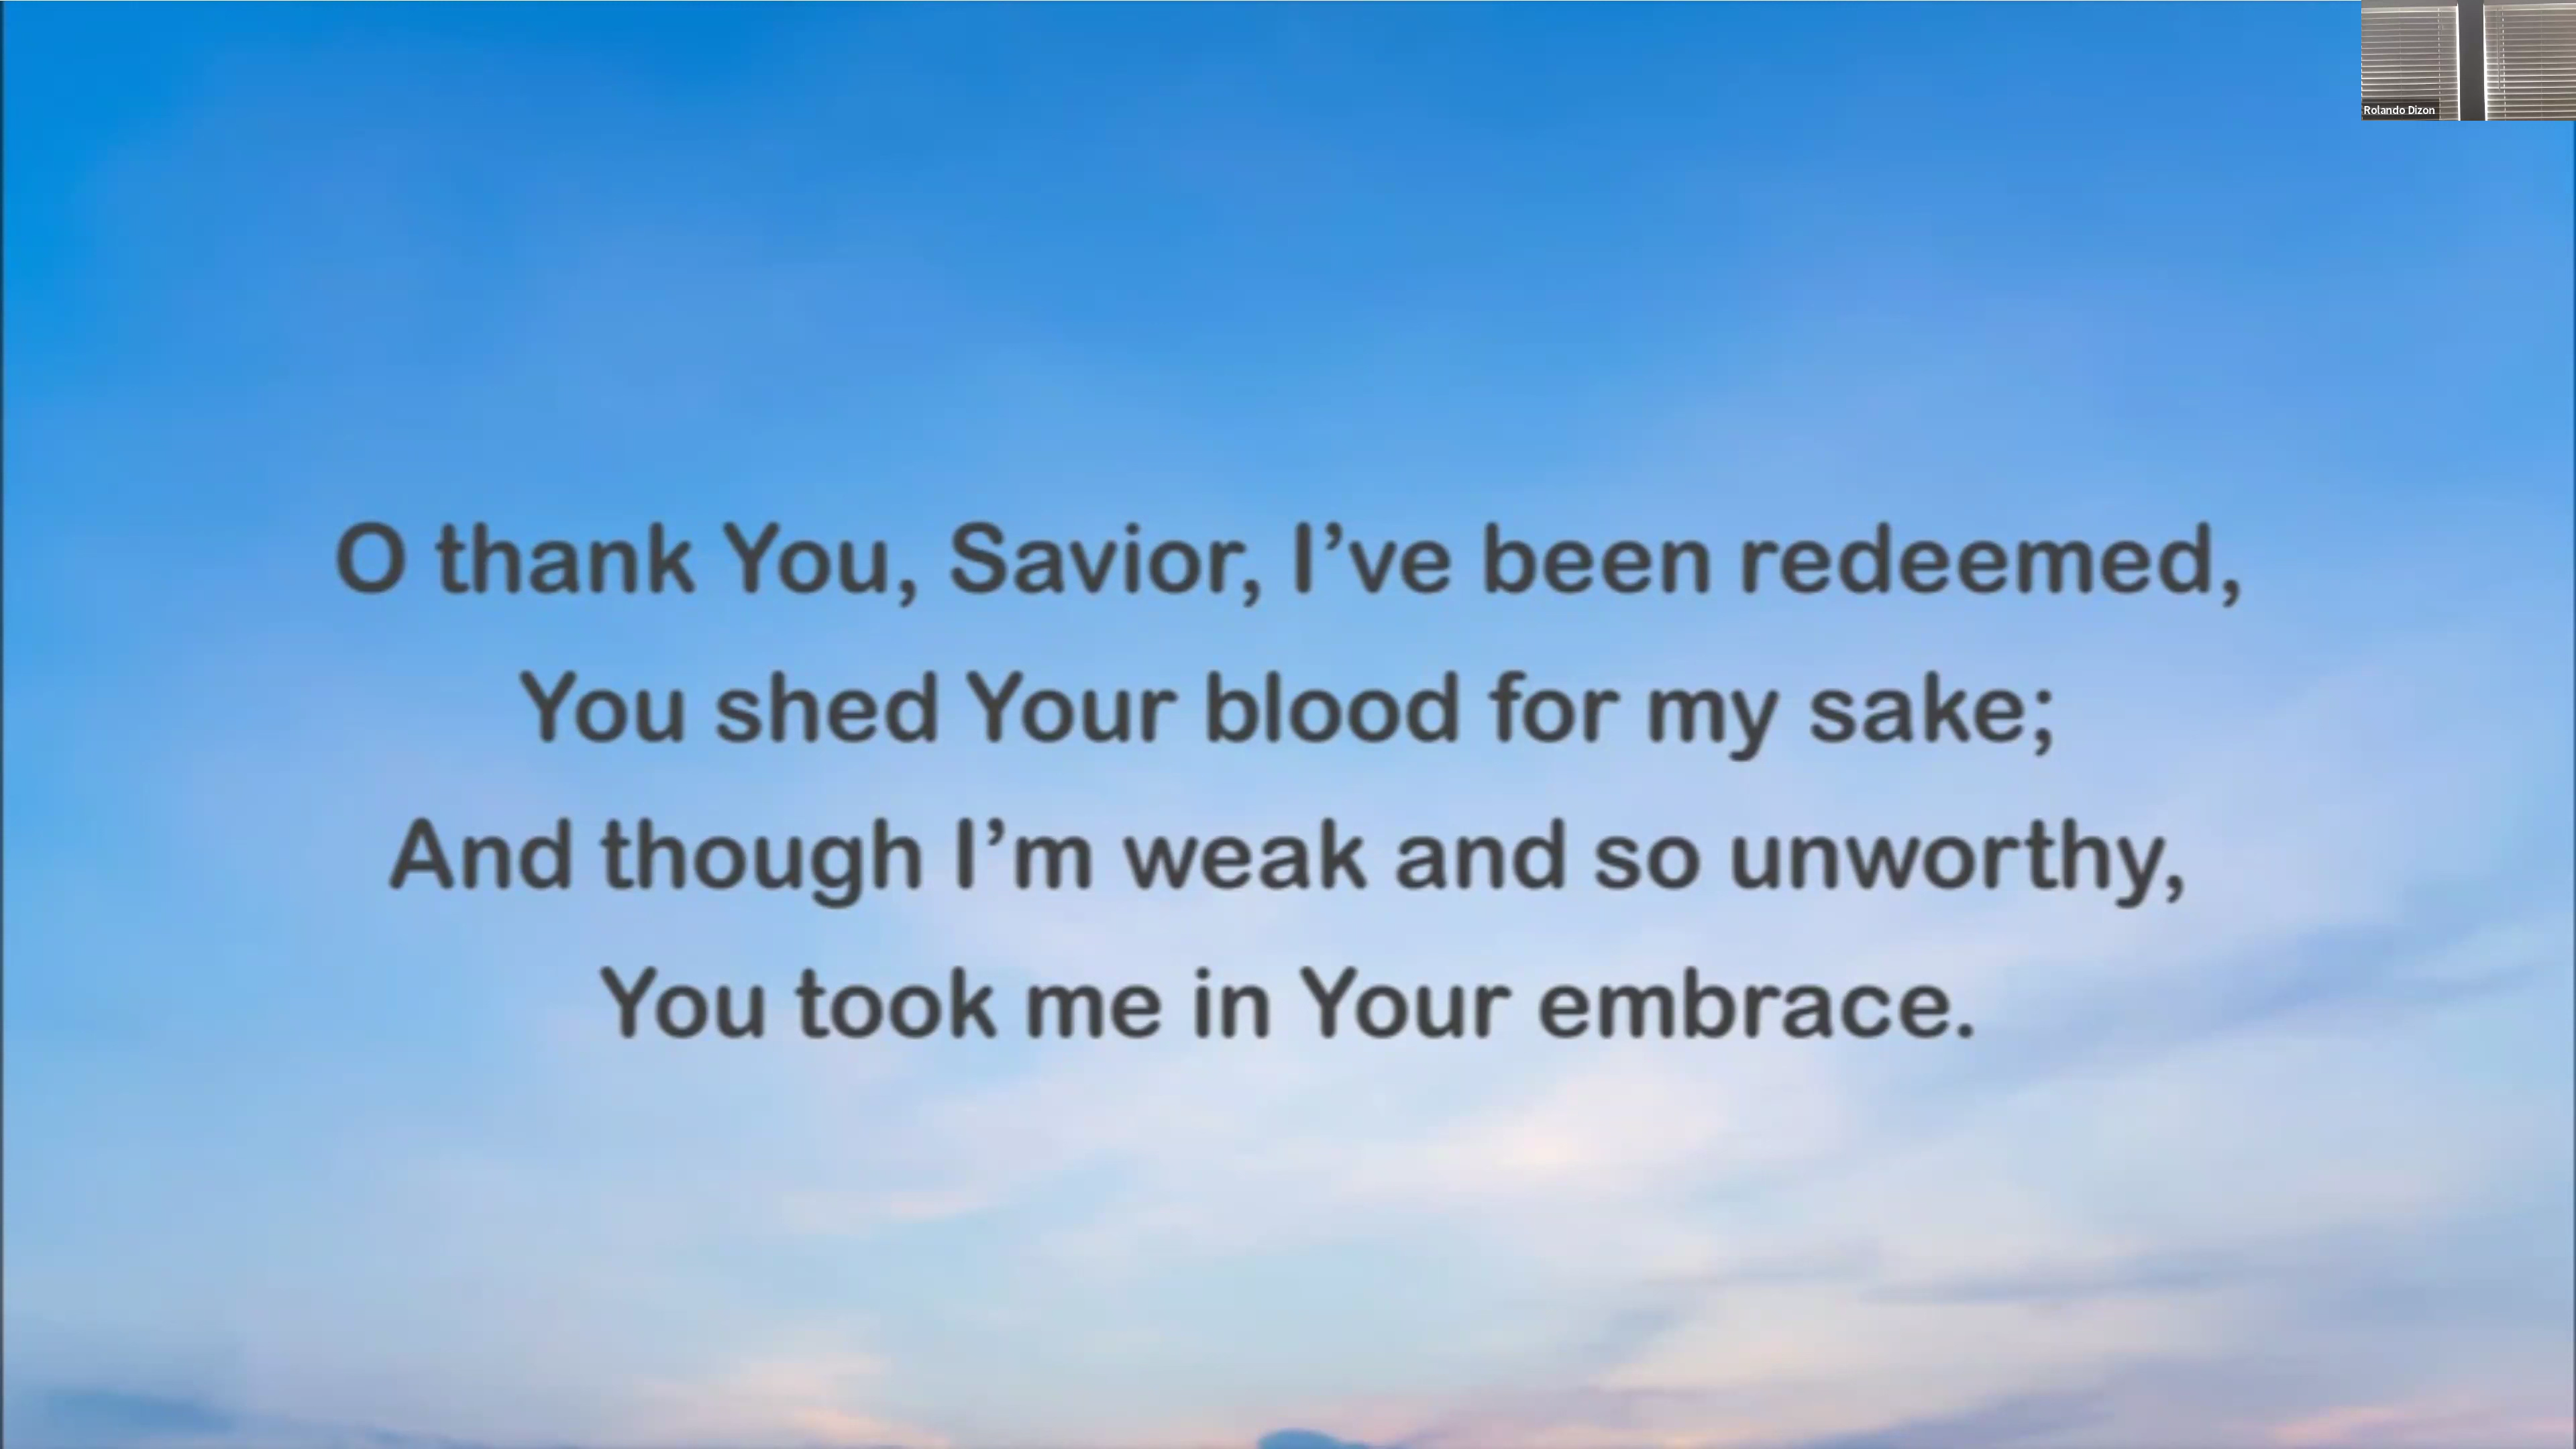 Rolando Dizon
O thank You, Savior, I’ve been redeemed,
You shed Your blood for my sake;
And though I’m weak and so unworthy,
You took me in Your embrace.